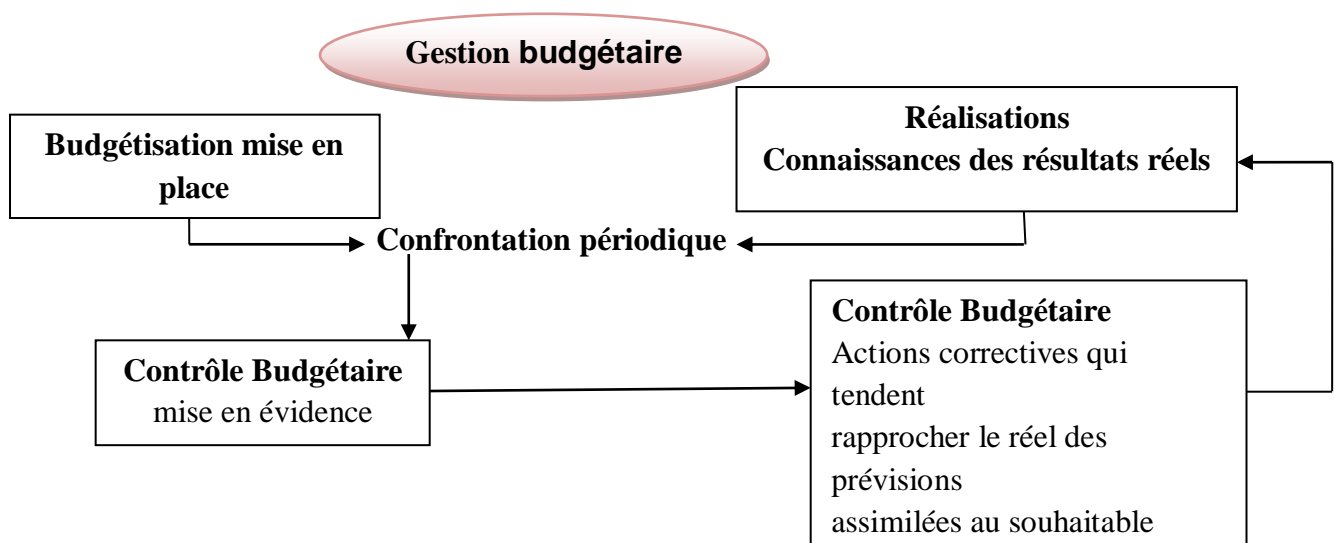 Gestion budgétaire
Budgétisation mise en
place
Réalisations
Connaissances des résultats réels
Confrontation périodique
Contrôle Budgétaire
mise en évidence
Contrôle Budgétaire
Actions correctives qui
tendent
rapprocher le réel des
prévisions
assimilées au souhaitable